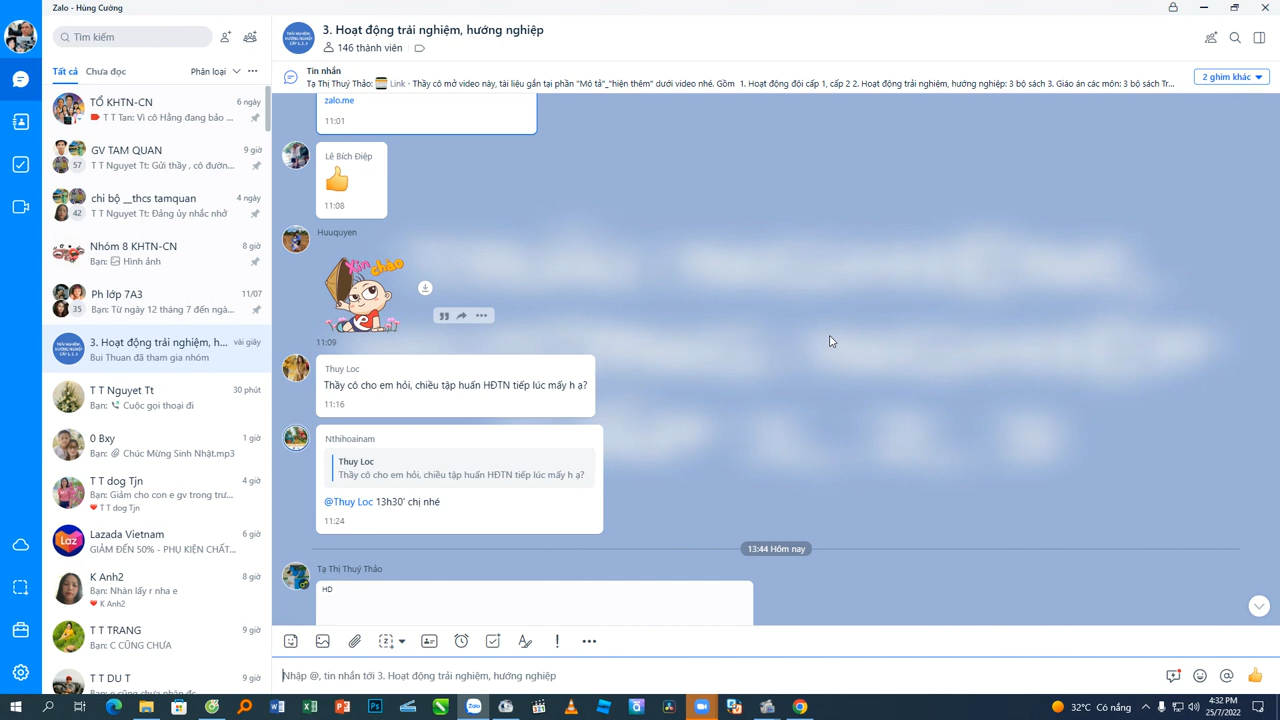 Zalo - Hùng Cường
Tìm kiếm
Tất cả
Chưa đọc
Phân loại
TỔ KHTN-CN
6 ngày
T T Tan: Vì cô Hằng đang bảo ...
GV TAM QUAN
9 giờ
57
T T Nguyet Tt: Gửi thầy , cô đườn...
chi bộ __thcs tamquan
4 ngày
42
T T Nguyet Tt: Đảng ủy nhắc nhở
Nhóm 8 KHTN-CN
8 giờ
Bạn: Hình ảnh
Ph lớp 7A3
11/07
35
Bạn: Từ ngày 12 tháng 7 đến ngà...
3. Hoạt động trải nghiệm, h...
vài giây
Bui Thuan đã tham gia nhóm
T T Nguyet Tt
30 phút
Bạn: Cuộc gọi thoại đi
0 Bxy
1 giờ
Bạn: Chúc Mừng Sinh Nhật.mp3
T T dog Tjn
4 giờ
Bạn: Giảm cho con e gv trong trư...
T T dog Tjn
Lazada Vietnam
6 giờ
GIẢM ĐẾN 50% - PHỤ KIỆN CHẤT...
K Anh2
8 giờ
Bạn: Nhàn lấy r nha e
K Anh2
T T TRANG
9 giờ
Bạn: C CŨNG CHƯA
T T DU T
9 giờ
3. Hoạt động trải nghiệm, hướng nghiệp
146 thành viên
Tin nhắn
Tạ Thị Thuý Thảo: Link - Thầy cô mở video này, tài liệu gắn tại phần "Mô tả"_"hiện thêm" dưới video nhé. Gồm 1. Hoạt động đội cấp 1, cấp 2 2. Hoạt động trải nghiệm, hướng nghiệp: 3 bộ sách 3. Giáo án các môn: 3 bộ sách Tr...
2 ghim khác
zalo.me
11:01
Lê Bích Điệp
11:08
Huuquyen
Xin chào
11:09
Thuy Loc
Thầy cô cho em hỏi, chiều tập huấn HĐTN tiếp lúc mấy h ạ?
11:16
Nthihoainam
Thuy Loc
Thầy cô cho em hỏi, chiều tập huấn HĐTN tiếp lúc mấy h ạ?
@Thuy Loc 13h30' chị nhé
11:24
13:44 Hôm nay
Tạ Thị Thuý Thảo
HD
Nhập @, tin nhắn tới 3. Hoạt động trải nghiệm, hướng nghiệp
32°C Có nắng
4:32 PM
25/7/2022